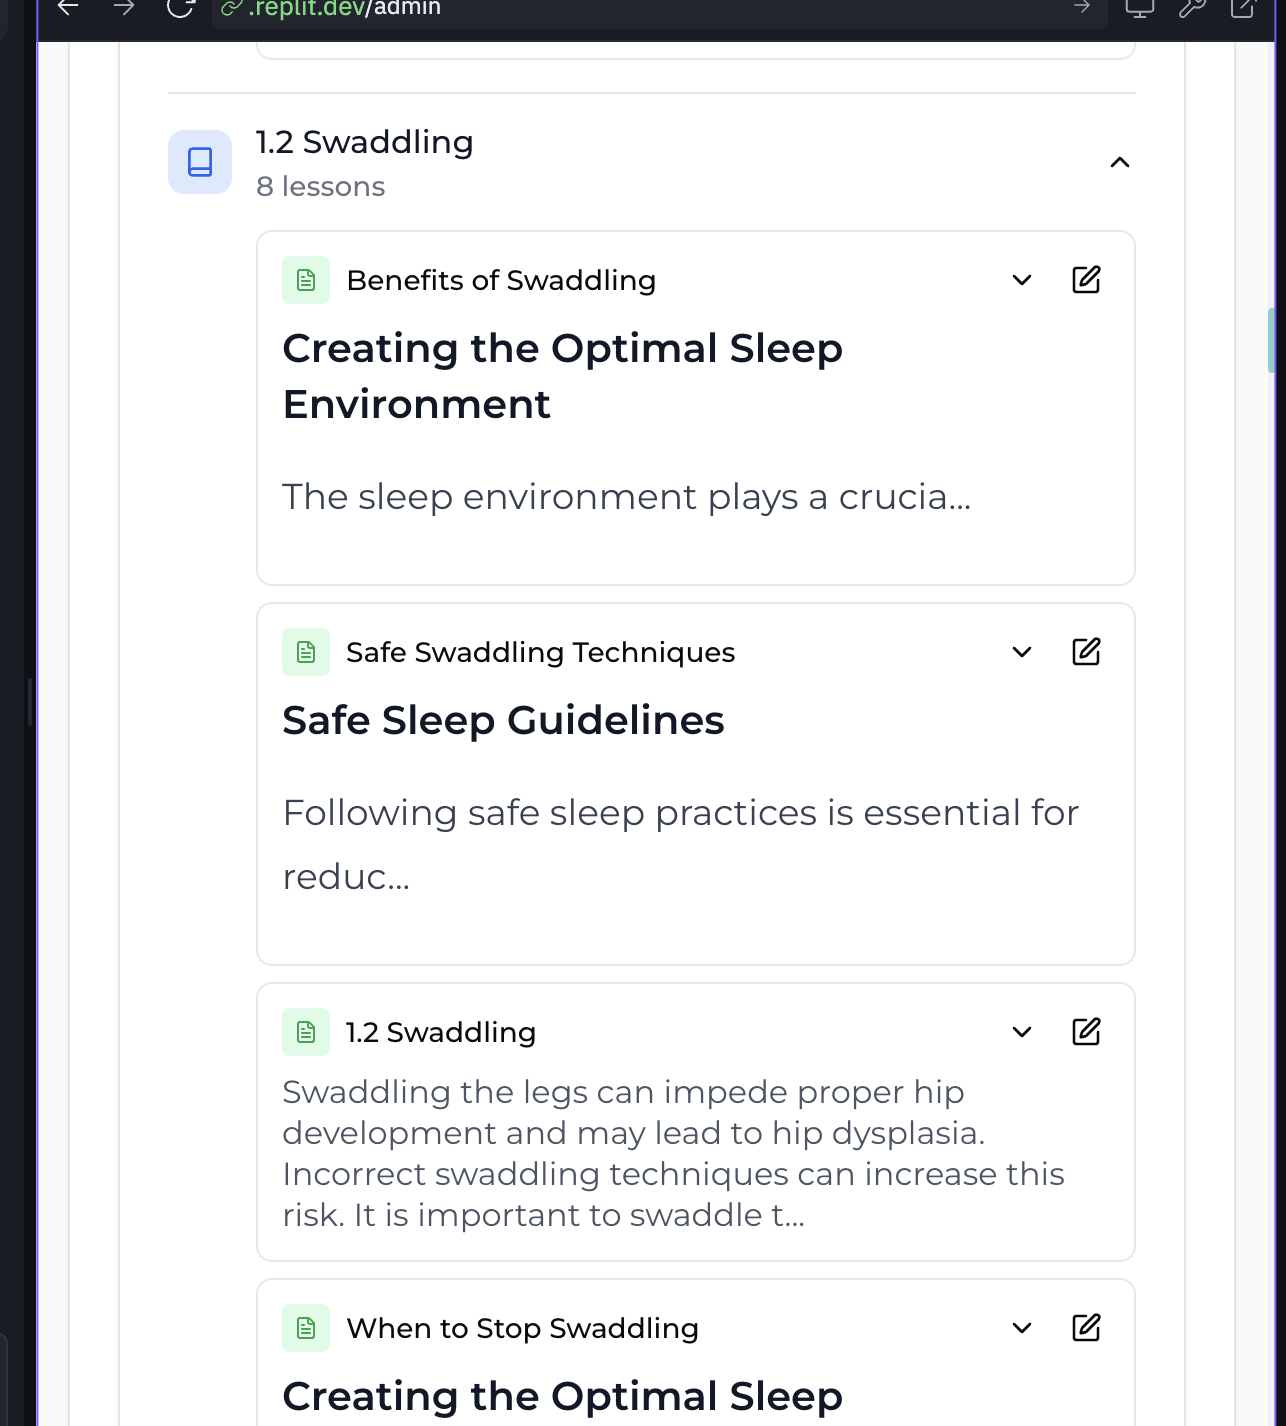 .replit.dev/admin
1.2 Swaddling
8 lessons
Benefits of Swaddling
Creating the Optimal Sleep
Environment
The sleep environment plays a crucia...
Safe Swaddling Techniques
Safe Sleep Guidelines
Following safe sleep practices is essential for
reduc...
1.2 Swaddling
Swaddling the legs can impede proper hip
development and may lead to hip dysplasia.
Incorrect swaddling techniques can increase this
risk. It is important to swaddle t...
When to Stop Swaddling
Creating the Optimal Sleep